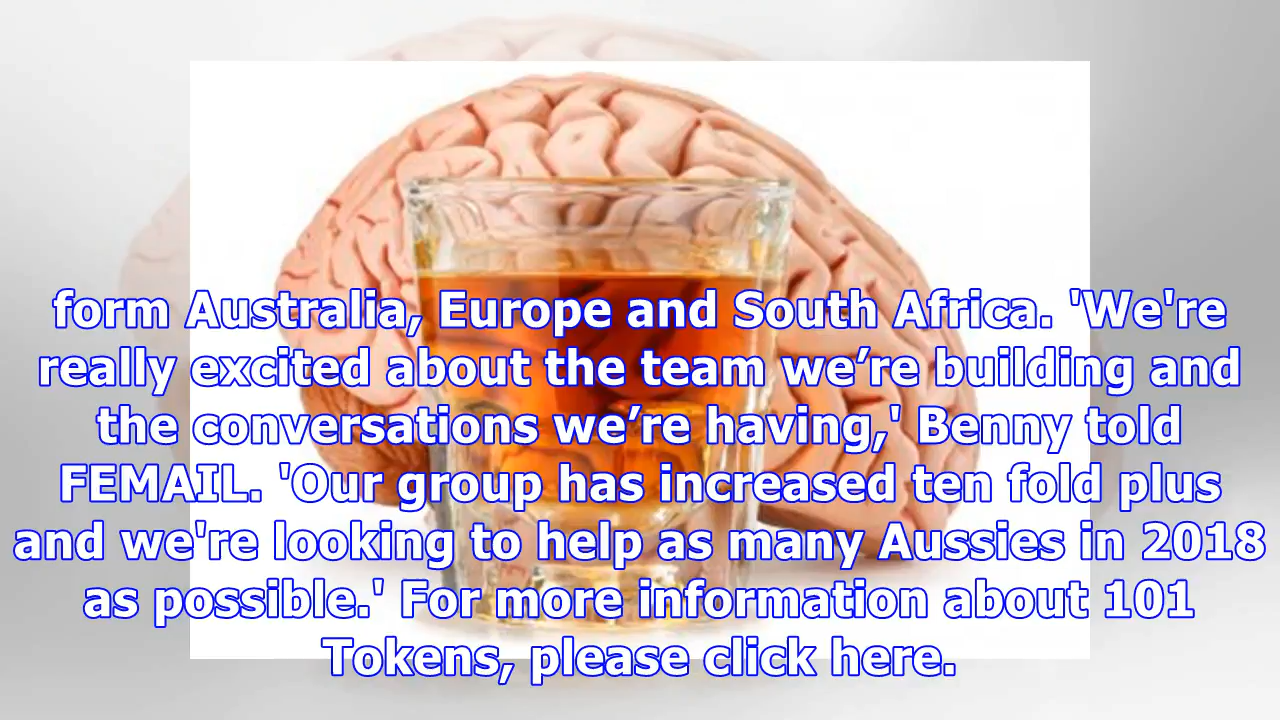 form Australia, Europe and South Africa. 'We're
really excited about the team we’re building and
the conversations we’re having,' Benny told
FEMAIL. 'Our group has increased ten fold plus
and we're looking to help as many Aussies in 2018
as possible.' For more information about 101
Tokens, please click here.